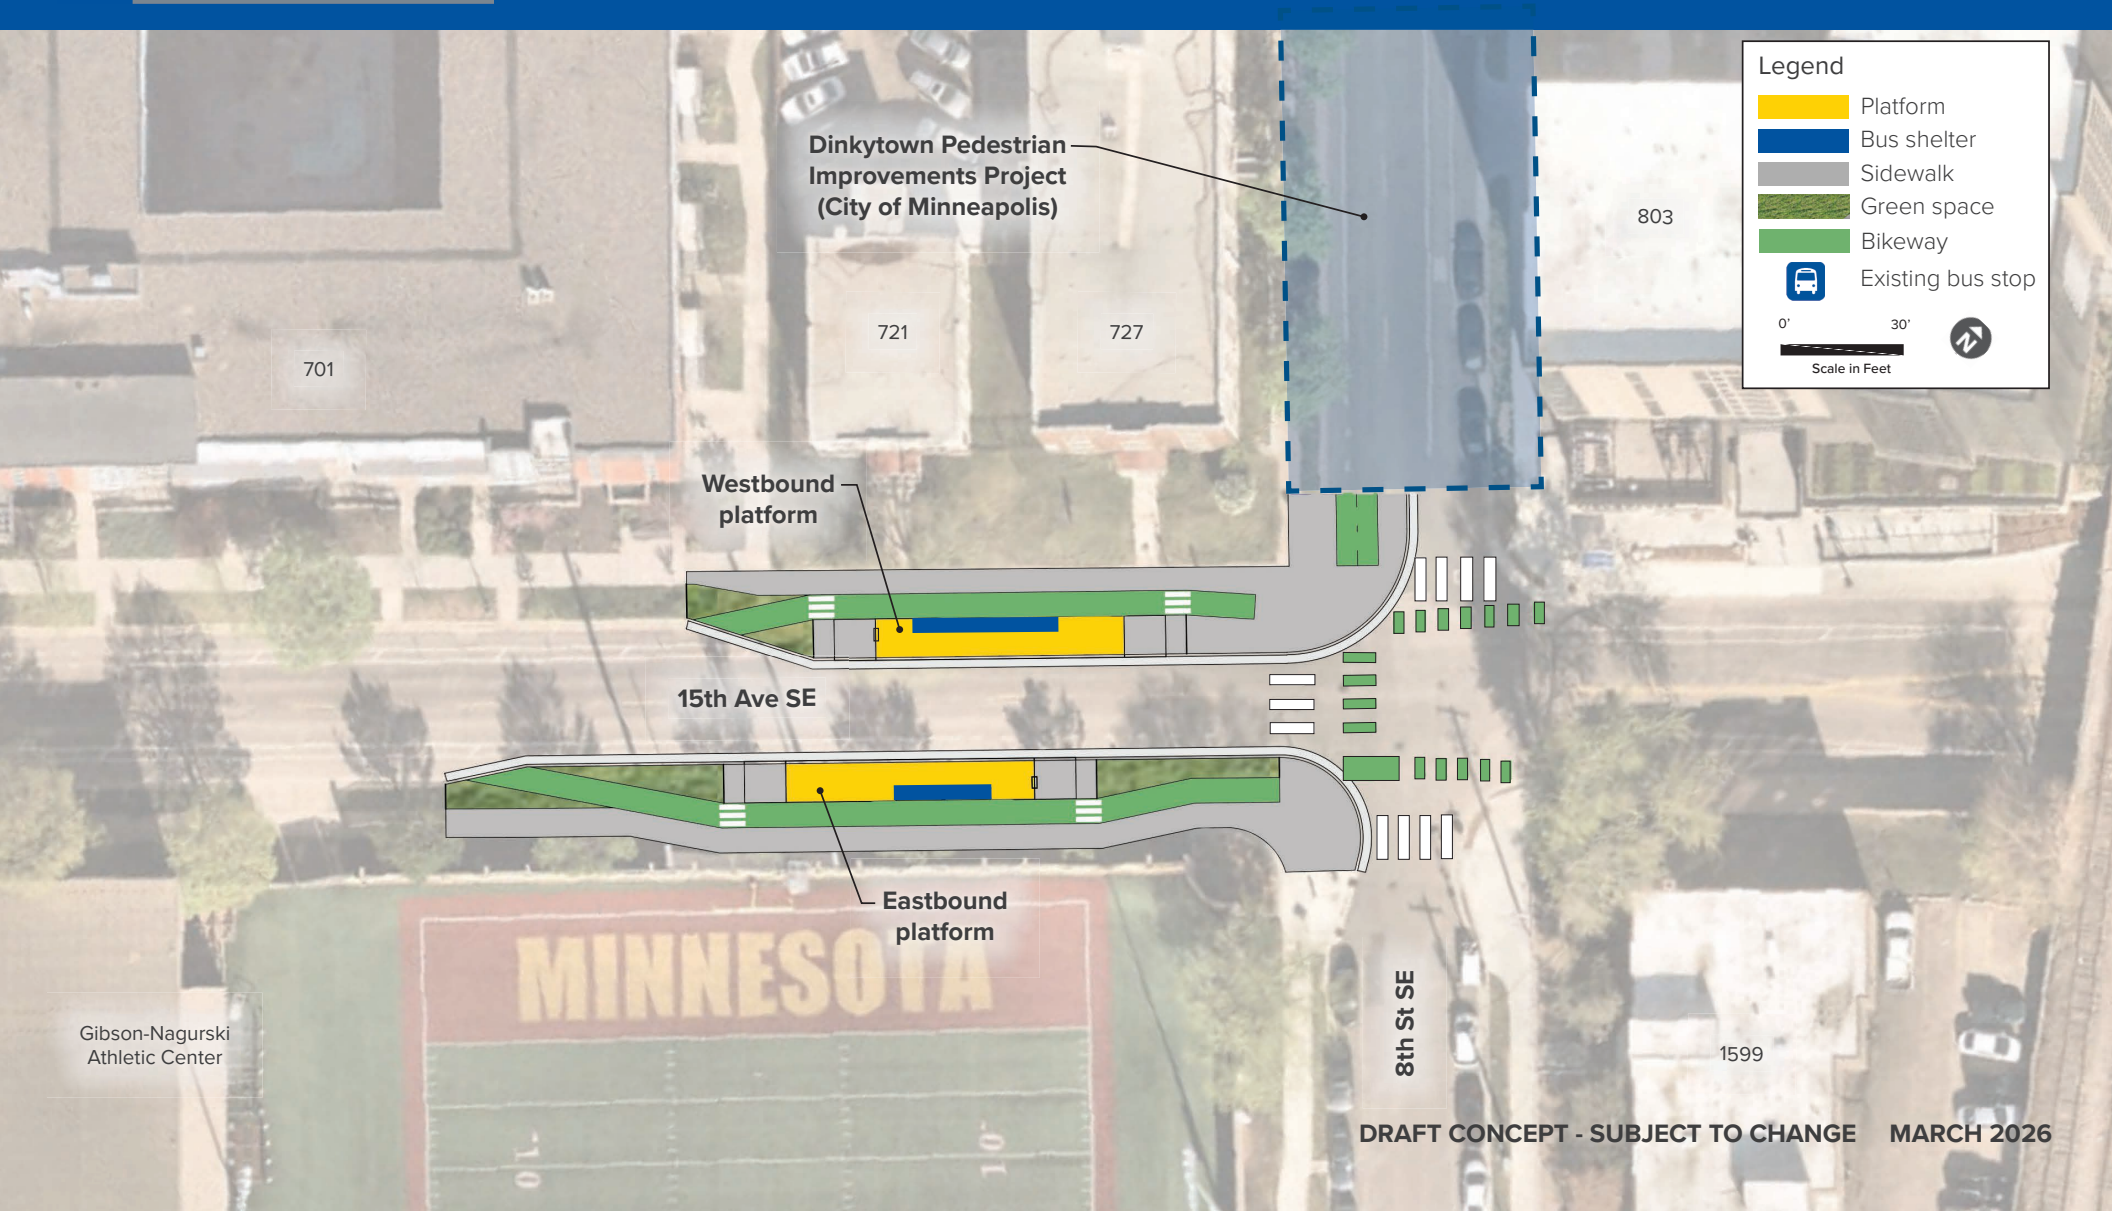 Legend
Platform
Bus shelter
Sidewalk
Green space
Bikeway
Existing bus stop
0' 30'
Scale in Feet
N
Dinkytown Pedestrian
Improvements Project
(City of Minneapolis)
803
721
727
701
Westbound
platform
15th Ave SE
Eastbound
platform
MINNESOTA
Gibson-Nagurski
Athletic Center
8th St SE
1599
DRAFT CONCEPT - SUBJECT TO CHANGE MARCH 2026
10
10